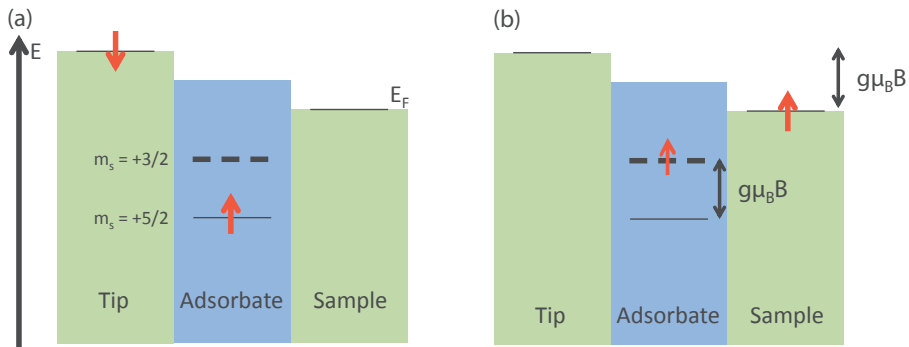 (a)
E
E_F
m_s = +3/2
m_s = +5/2
Tip
Adsorbate
Sample
(b)
gμ_BB
gμ_BB
Tip
Adsorbate
Sample